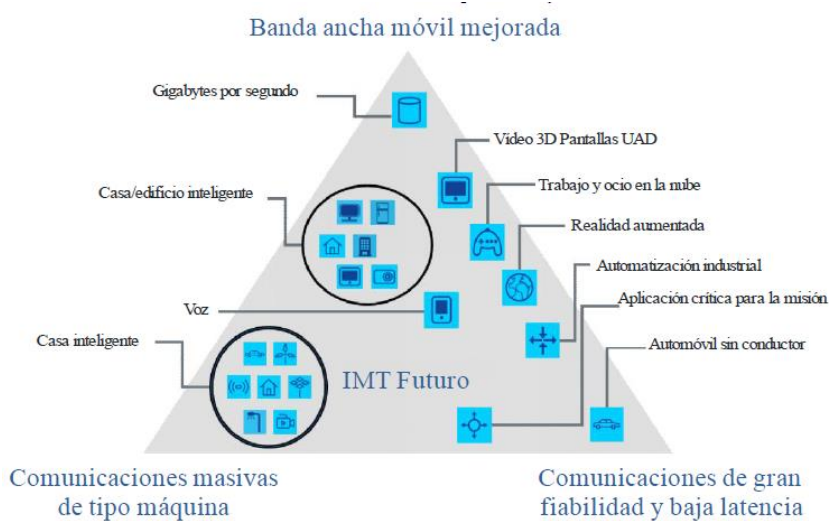 Banda ancha móvil mejorada
Gigabytes por segundo
Vídeo 3D Pantallas UAD
Trabajo y ocio en la nube
Casa/edificio inteligente
Realidad aumentada
Automatización industrial
Aplicación crítica para la misión
Voz
Casa inteligente
Automóvil sin conductor
IMT Futuro
Comunicaciones masivas
de tipo máquina
Comunicaciones de gran
fiabilidad y baja latencia